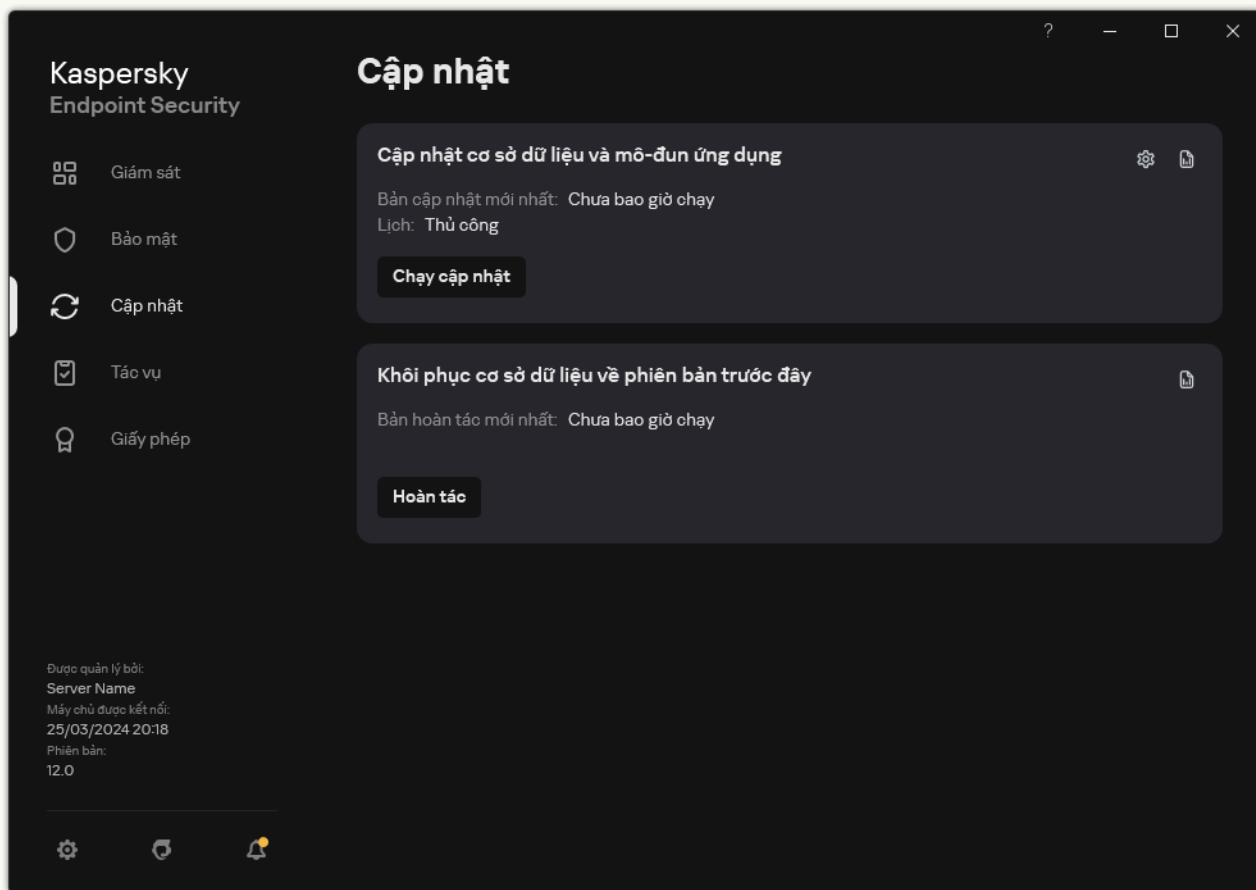 ?
Kaspersky
Endpoint Security
Giám sát
Bảo mật
Cập nhật
Tác vụ
Giấy phép
Được quản lý bởi:
Server Name
Máy chủ được kết nối:
25/03/2024 20:18
Phiên bản:
12.0
Cập nhật
Cập nhật cơ sở dữ liệu và mô-đun ứng dụng
Bản cập nhật mới nhất: Chưa bao giờ chạy
Lịch: Thủ công
Chạy cập nhật
Khôi phục cơ sở dữ liệu về phiên bản trước đây
Bản hoàn tác mới nhất: Chưa bao giờ chạy
Hoàn tác